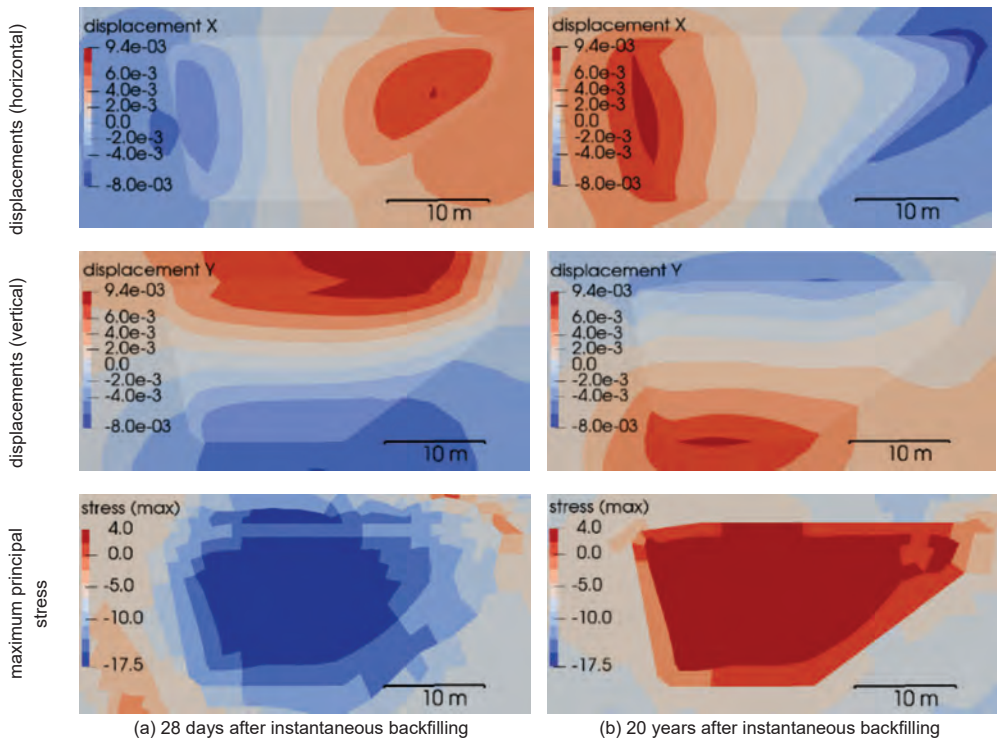 displacements (horizontal)
displacement X
9.4e-03
6.0e-3
4.0e-3
2.0e-3
0.0
-2.0e-3
-4.0e-3
-8.0e-03
10 m
displacement X
9.4e-03
6.0e-3
4.0e-3
2.0e-3
0.0
-2.0e-3
-4.0e-3
-8.0e-03
10 m
displacements (vertical)
displacement Y
9.4e-03
6.0e-3
4.0e-3
2.0e-3
0.0
-2.0e-3
-4.0e-3
-8.0e-03
10 m
displacement Y
9.4e-03
6.0e-3
4.0e-3
2.0e-3
0.0
-2.0e-3
-4.0e-3
-8.0e-03
10 m
maximum principal
stress
stress (max)
4.0
0.0
-5.0
-10.0
-17.5
10 m
stress (max)
4.0
0.0
-5.0
-10.0
-17.5
10 m
(a) 28 days after instantaneous backfilling
(b) 20 years after instantaneous backfilling